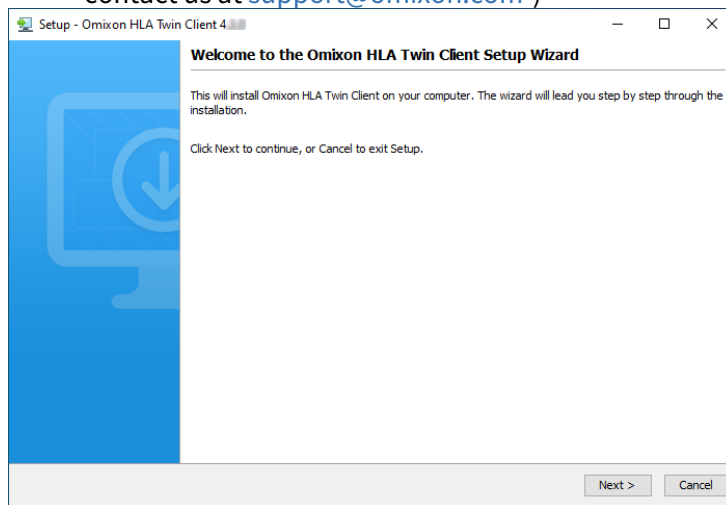 contact us at support@omixon.com )
Setup - Omixon HLA Twin Client 4.
Welcome to the Omixon HLA Twin Client Setup Wizard
This will install Omixon HLA Twin Client on your computer. The wizard will lead you step by step through the
installation.
Click Next to continue, or Cancel to exit Setup.
Next >
Cancel